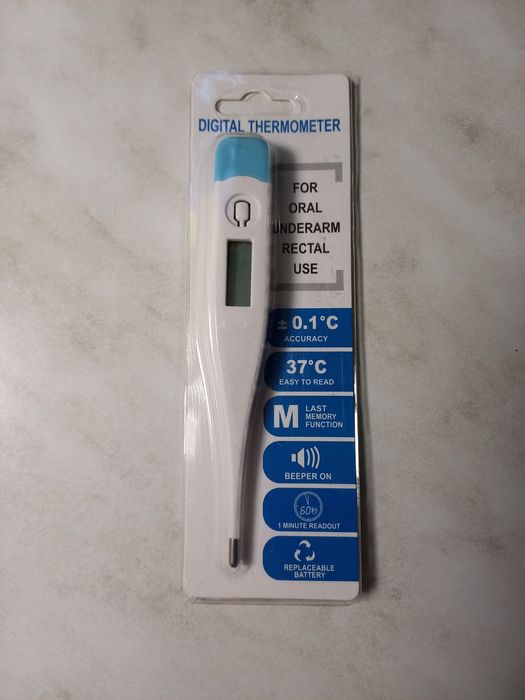 DIGITAL THERMOMETER
FOR
ORAL
UNDERARM
RECTAL
USE
± 0.1°C
ACCURACY
37°C
EASY TO READ
M LAST
MEMORY
FUNCTION
BEEPER ON
1 MINUTE READOUT
REPLACEABLE
BATTERY